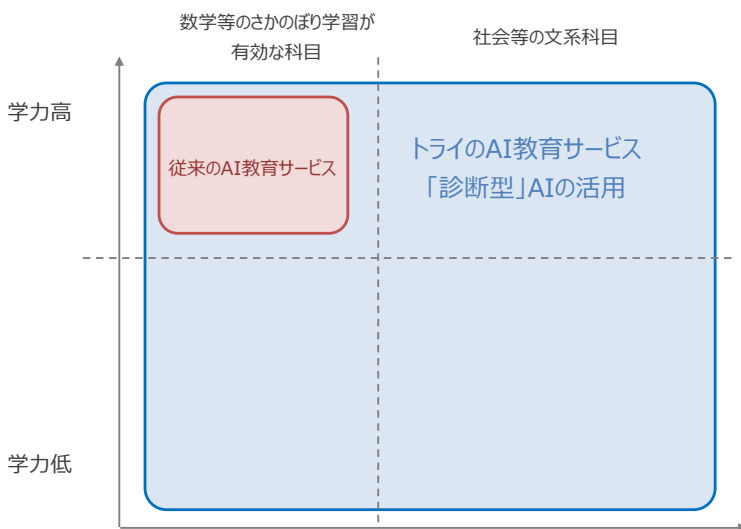 数学等のさかのぼり学習が
有効な科目
社会等の文系科目
学力高
従来のAI教育サービス
トライのAI教育サービス
「診断型」AIの活用
学力低